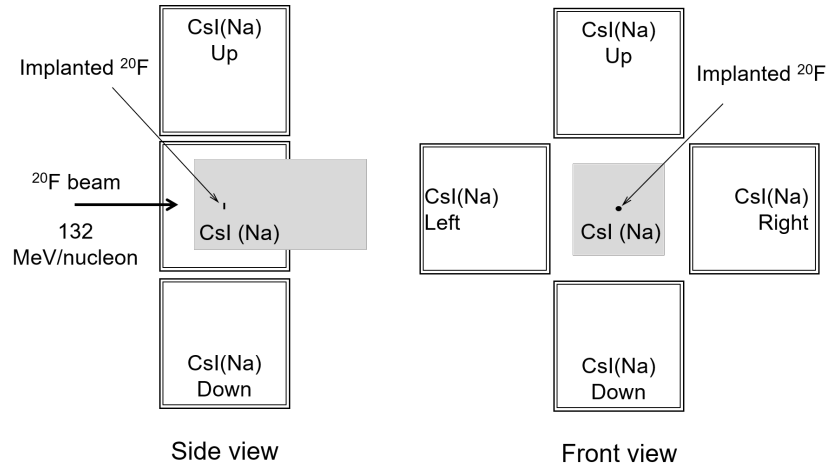 CsI(Na)
Up
Implanted ²⁰F
²⁰F beam
132
MeV/nucleon
CsI (Na)
CsI(Na)
Down
Side view
CsI(Na)
Up
Implanted ²⁰F
CsI(Na)
Left
CsI (Na)
CsI(Na)
Right
CsI(Na)
Down
Front view